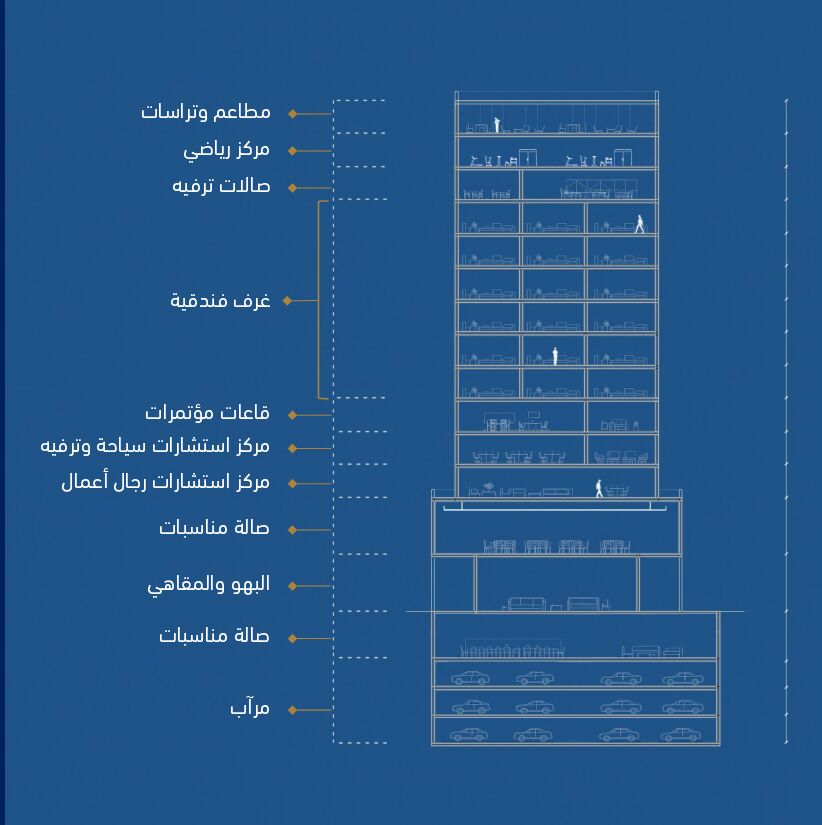 مطاعم وتراسات
مركز رياضي
صالات ترفيه
غرف فندقية
قاعات مؤتمرات
مركز استشارات سياحة وترفيه
مركز استشارات رجال أعمال
صالة مناسبات
البهو والمقاهي
صالة مناسبات
مرآب